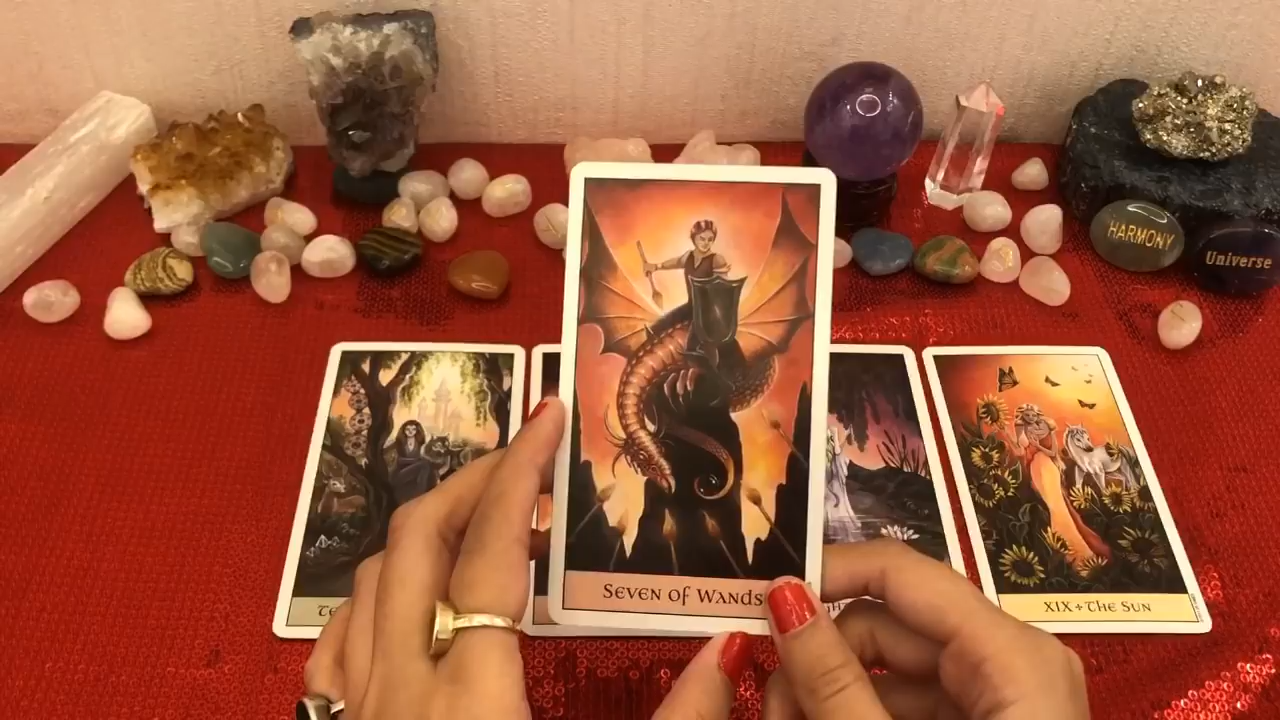 HARMONY
Universe
SEVEN OF WANDS
XIX + THE SUN